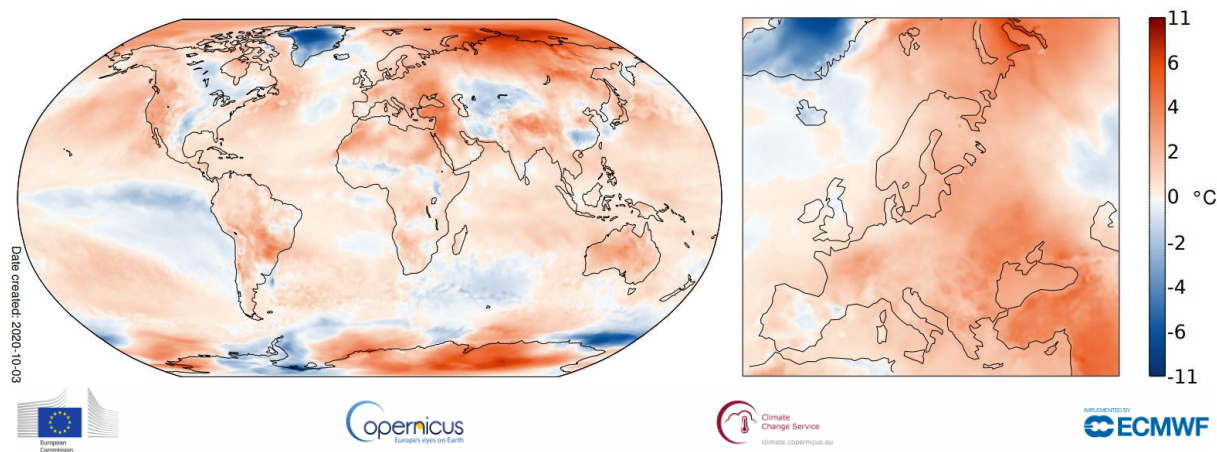 Date created: 2020-10-03
11
6
4
2
0
-2
-4
-6
-11
°C
European
Commission
opernicus
Europe's eyes on Earth
Climate
Change Service
climate.copernicus.eu
IMPLEMENTED BY
ECMWF